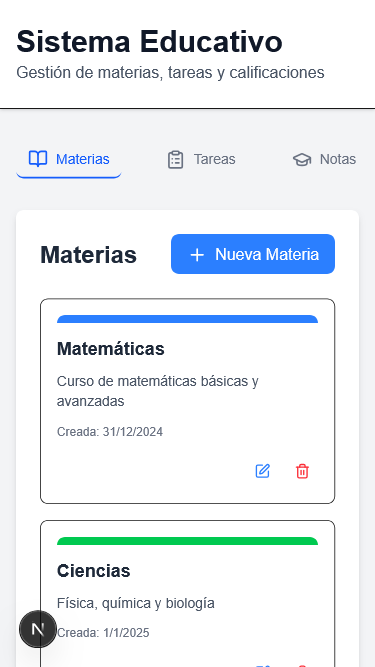 Sistema Educativo
Gestión de materias, tareas y calificaciones
Materias
Tareas
Notas
Materias
Nueva Materia
Matemáticas
Curso de matemáticas básicas y
avanzadas
Creada: 31/12/2024
Ciencias
Física, química y biología
N
Creada: 1/1/2025